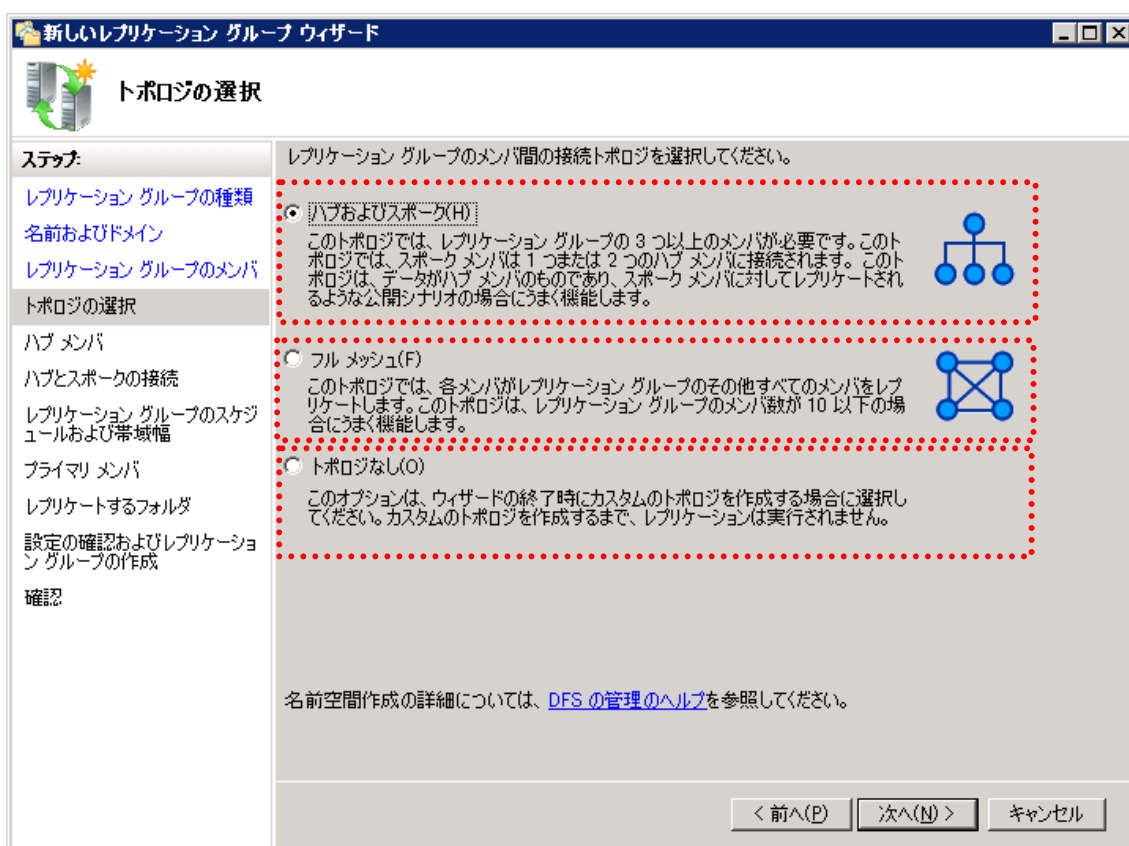 新しいレプリケーション グループ ウィザード
トポロジの選択
ステップ:
レプリケーション グループの種類
名前およびドメイン
レプリケーション グループのメンバ
トポロジの選択
ハブ メンバ
ハブとスポークの接続
レプリケーション グループのスケジ
ュールおよび帯域幅
プライマリ メンバ
レプリケートするフォルダ
設定の確認およびレプリケーショ
ン グループの作成
確認
レプリケーション グループのメンバ間の接続トポロジを選択してください。
ハブおよびスポーク(H)
このトポロジでは、レプリケーション グループの 3 つ以上のメンバが必要です。このト
ポロジでは、スポーク メンバは 1 つまたは 2 つのハブ メンバに接続されます。このト
ポロジは、データがハブ メンバのものであり、スポーク メンバに対してレプリケートされ
るような公開シナリオの場合にうまく機能します。
フル メッシュ(F)
このトポロジでは、各メンバがレプリケーション グループのその他すべてのメンバをレプ
リケートします。このトポロジは、レプリケーション グループのメンバ数が 10 以下の場
合にうまく機能します。
トポロジなし(O)
このオプションは、ウィザードの終了時にカスタムのトポロジを作成する場合に選択し
てください。カスタムのトポロジを作成するまで、レプリケーションは実行されません。
名前空間作成の詳細については、DFS の管理のヘルプを参照してください。
< 前へ(P)
次へ(N) >
キャンセル